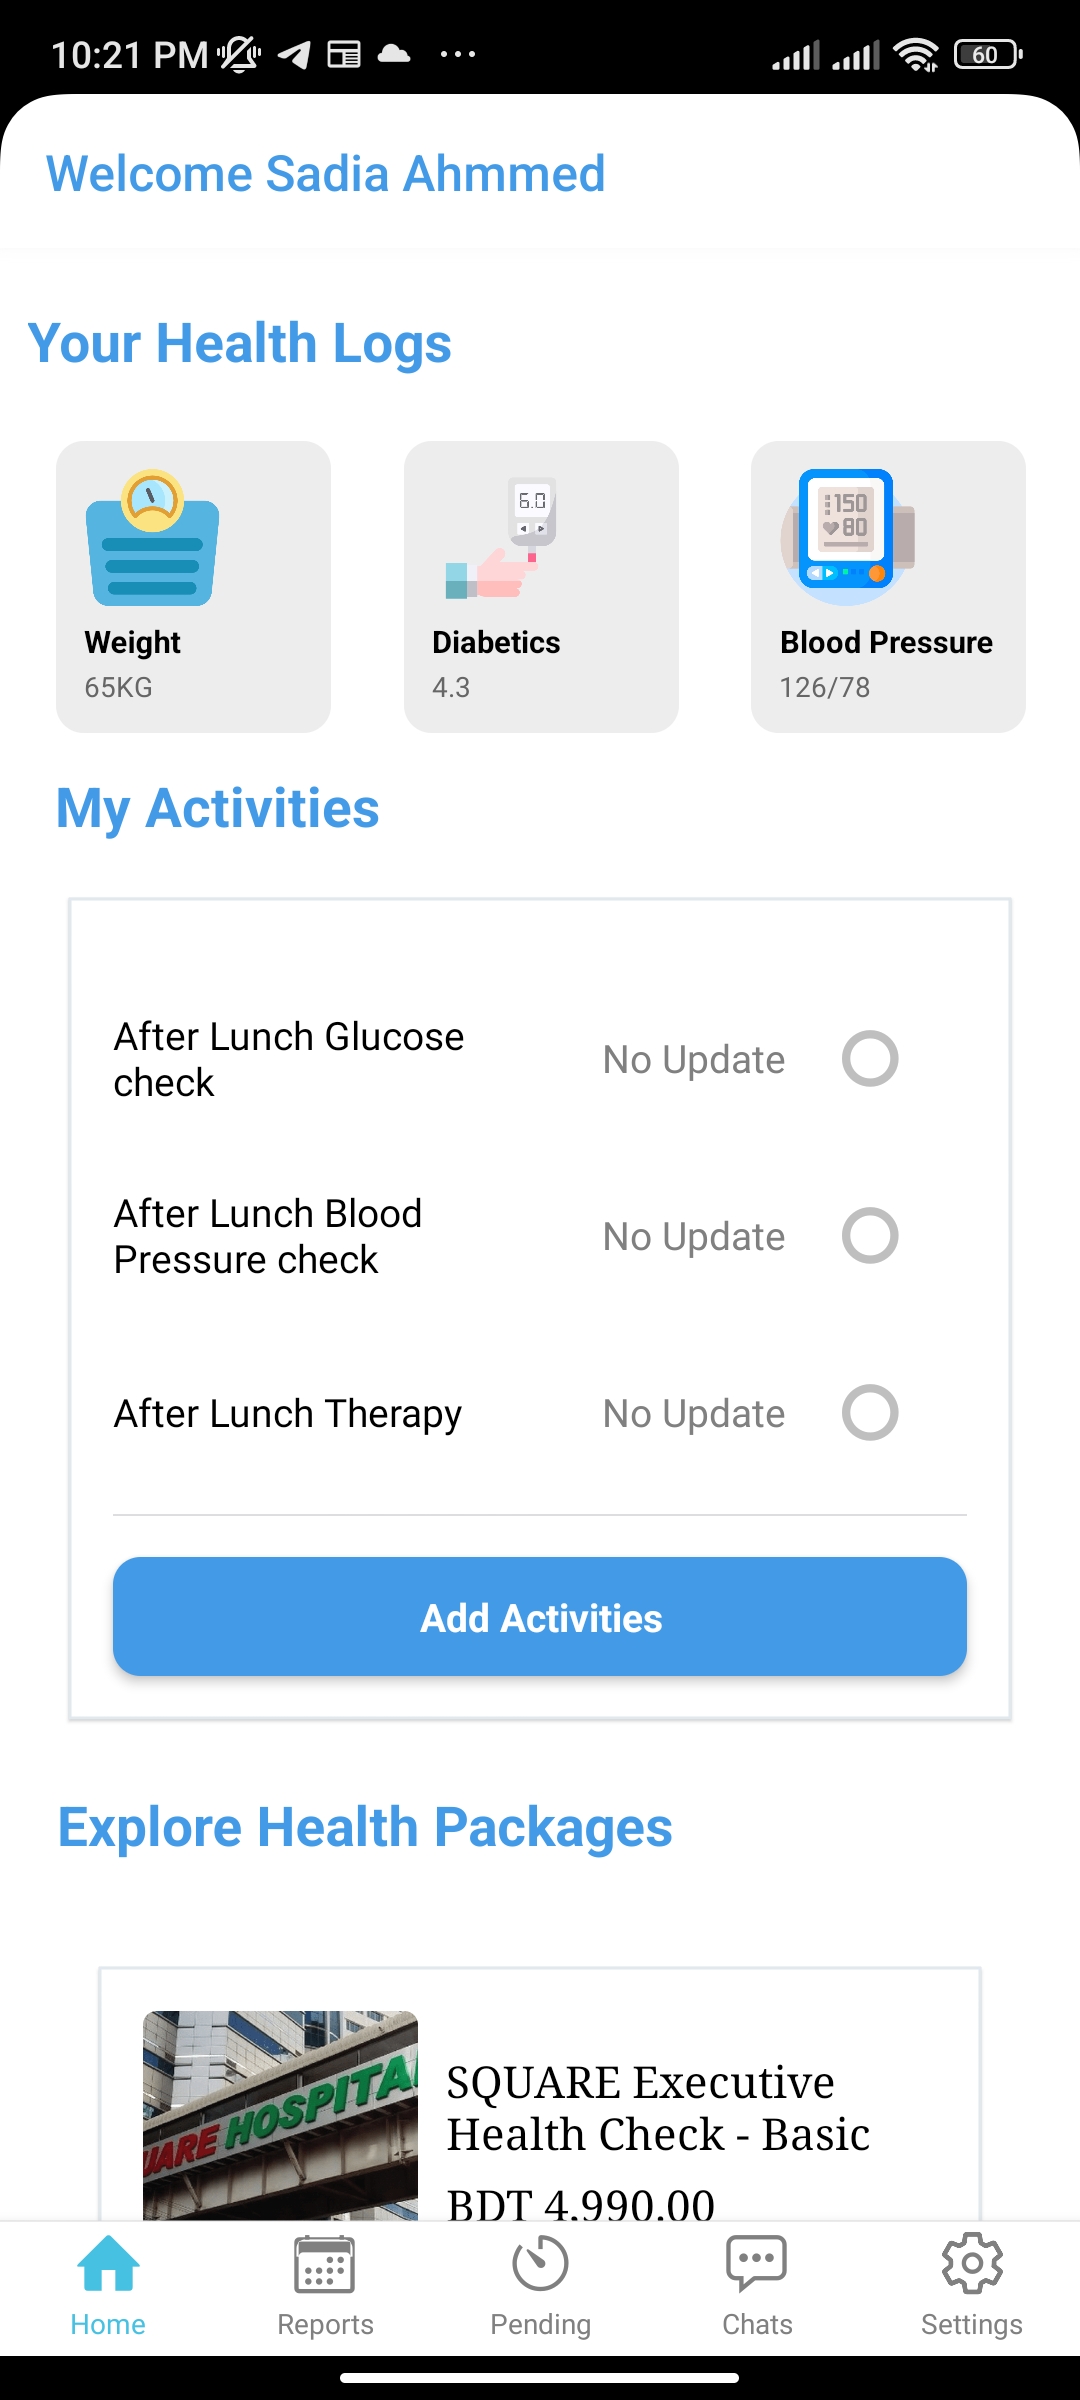 10:21 PM
60
Welcome Sadia Ahmmed
Your Health Logs
6.0
150
80
Weight
Diabetics
Blood Pressure
65KG
4.3
126/78
My Activities
After Lunch Glucose
check
No Update
After Lunch Blood
Pressure check
No Update
After Lunch Therapy
No Update
Add Activities
Explore Health Packages
UARE HOSPITA
SQUARE Executive
Health Check - Basic
BDT 4,990.00
Home
Reports
Pending
Chats
Settings